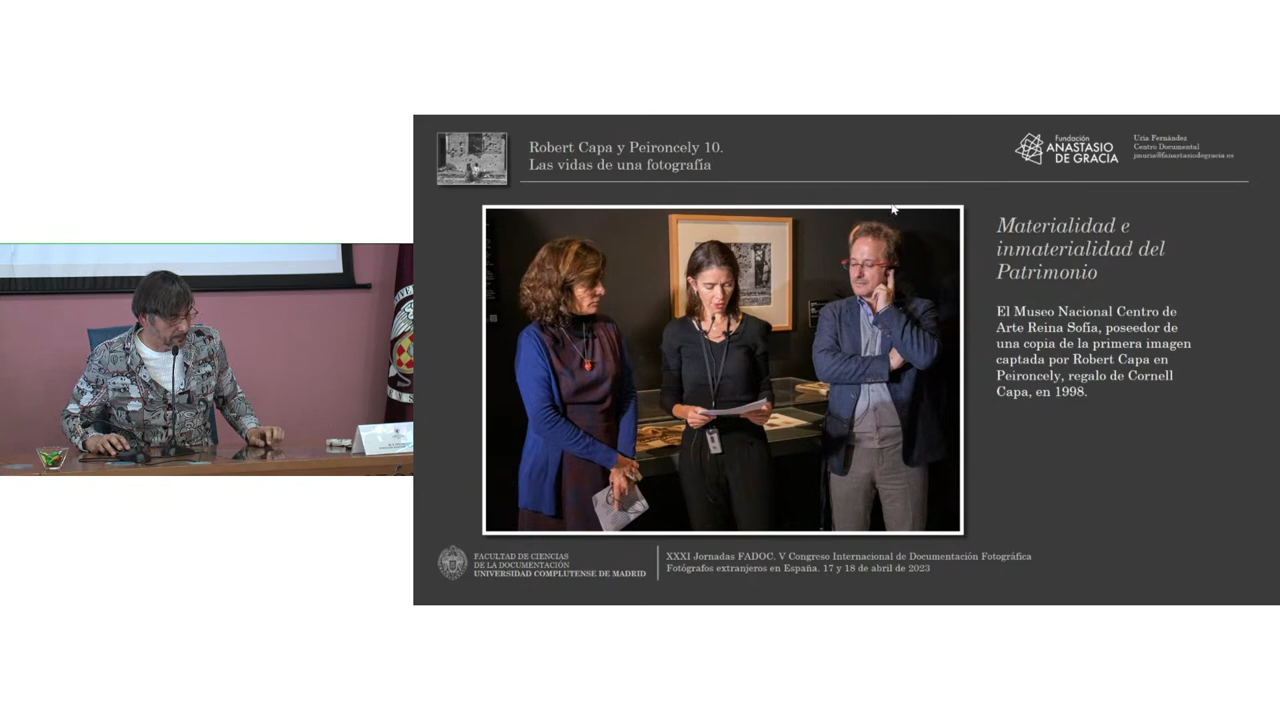 Robert Capa y Peironcely 10.
Las vidas de una fotografía
Fundación
ANASTASIO
DE GRACIA
Uría Fernández
Centro Documental
jmuria@fanastasiodegracia.es
Materialidad e
inmaterialidad del
Patrimonio
El Museo Nacional Centro de
Arte Reina Sofía, poseedor de
una copia de la primera imagen
captada por Robert Capa en
Peironcely, regalo de Cornell
Capa, en 1998.
FACULTAD DE CIENCIAS
DE LA DOCUMENTACIÓN
UNIVERSIDAD COMPLUTENSE DE MADRID
XXXI Jornadas FADOC. V Congreso Internacional de Documentación Fotográfica
Fotógrafos extranjeros en España. 17 y 18 de abril de 2023